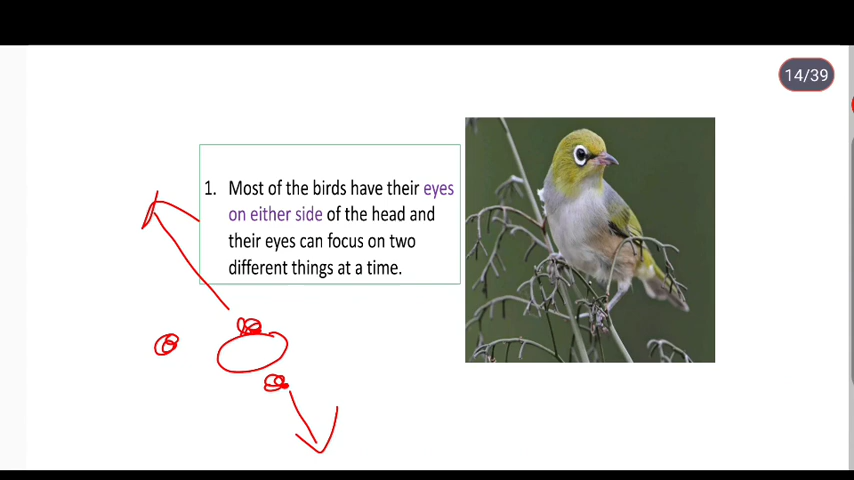 14/39
1. Most of the birds have their eyes
on either side of the head and
their eyes can focus on two
different things at a time.